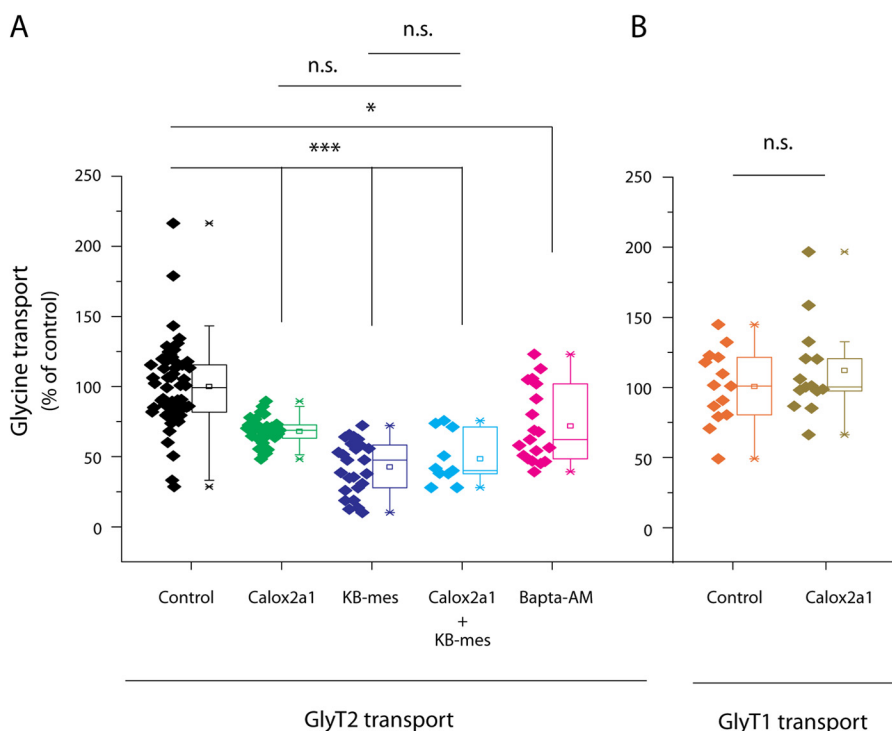 A
B
n.s.
n.s.
*
***
n.s.
Glycine transport
(% of control)
250
200
150
100
50
0
250
200
150
100
50
0
Control
Calox2a1
KB-mes
Calox2a1
+
KB-mes
Bapta-AM
Control
Calox2a1
GlyT2 transport
GlyT1 transport